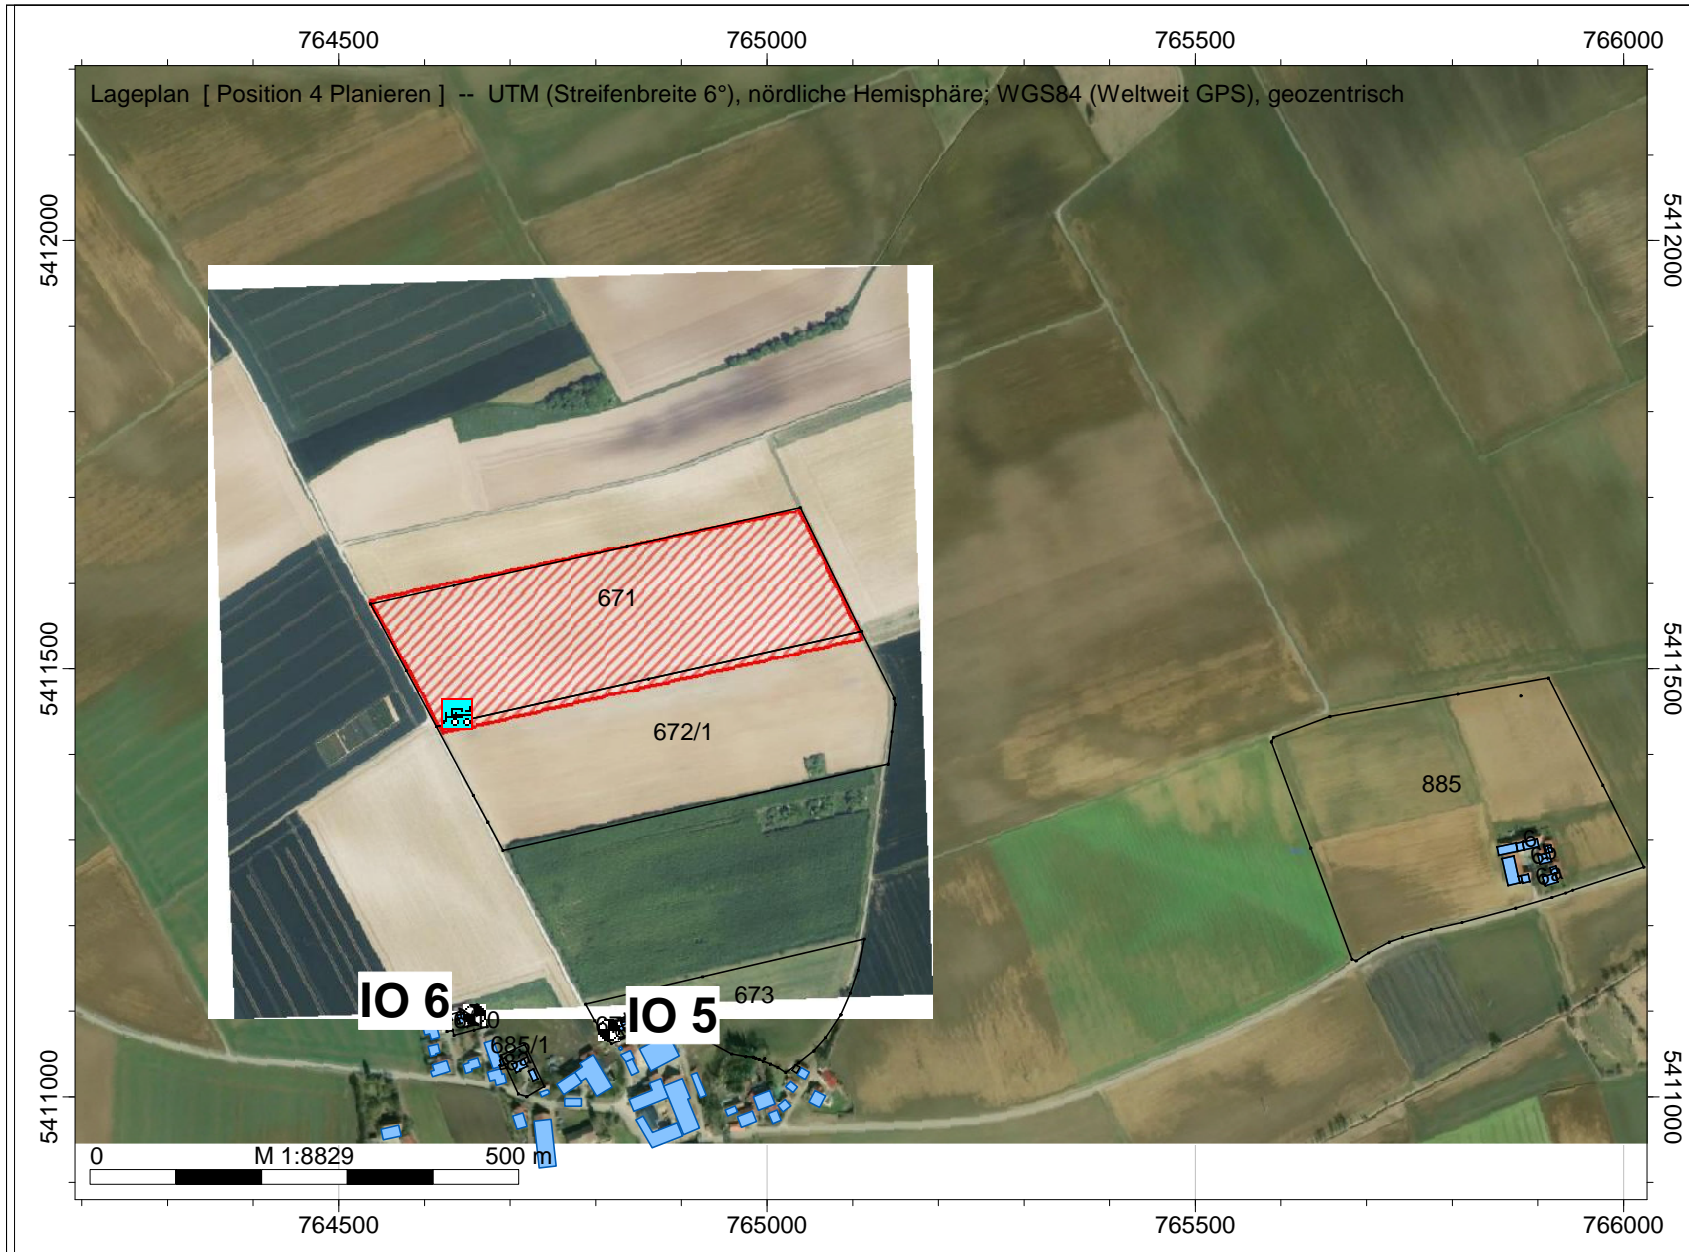 764500 765000 765500 766000
Lageplan [ Position 4 Planieren ] -- UTM (Streifenbreite 6°), nördliche Hemisphäre; WGS84 (Weltweit GPS), geozentrisch
5412000
5412000
671
5411500
5411500
672/1
885
673
IO 6
IO 5
685/1
5411000
5411000
0 M 1:8829 500 m
764500 765000 765500 766000